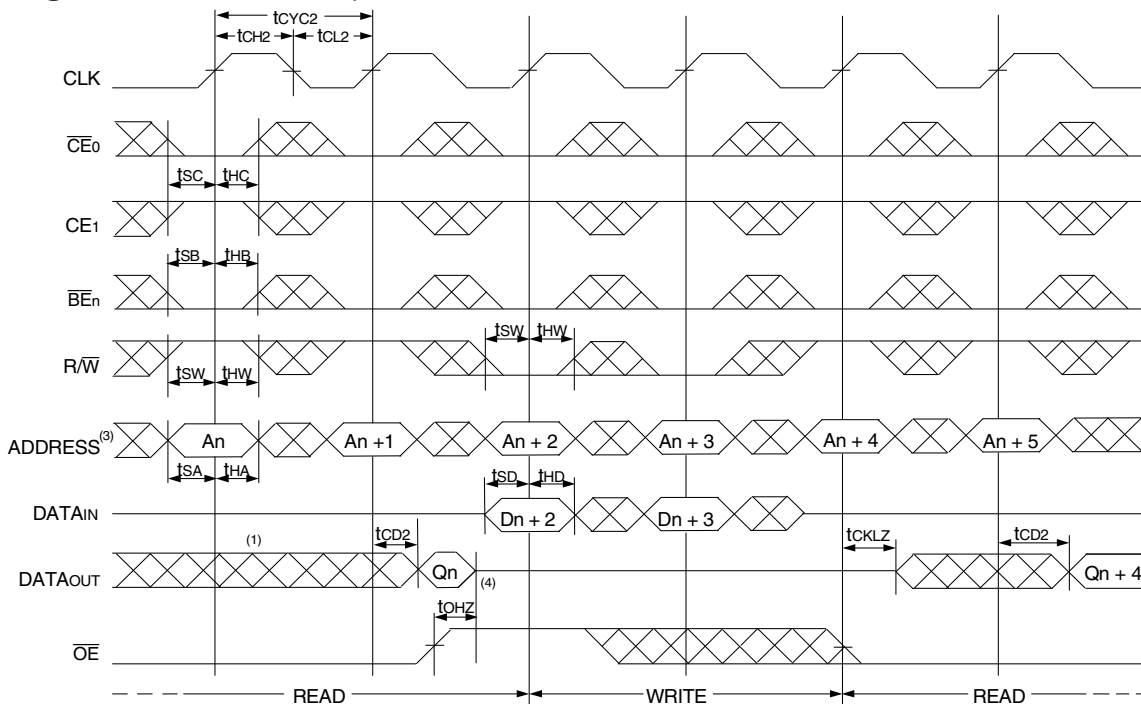 tCYC2
tCH2 tCL2
CLK
CE0
tSC tHC
CE1
tSB tHB
BEn
tSW tHW
R/W
tSW tHW
ADDRESS(3) An An +1 An + 2 An + 3 An + 4 An + 5
tSA tHA tSD tHD
DATAIN Dn + 2 Dn + 3
(1) tCD2 tCKLZ tCD2
DATAOUT Qn (4) Qn + 4
tOHZ
OE
READ WRITE READ